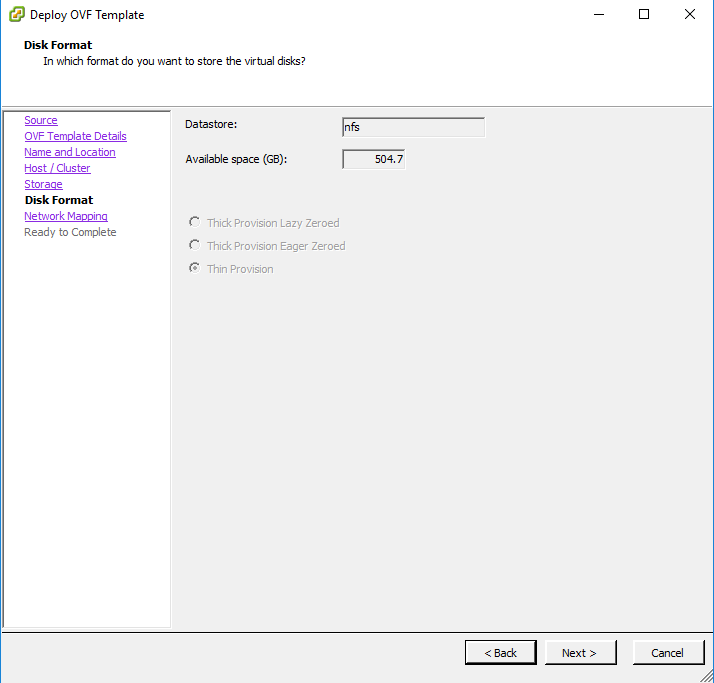 Deploy OVF Template
Disk Format
In which format do you want to store the virtual disks?
Source
OVF Template Details
Name and Location
Host / Cluster
Storage
Disk Format
Network Mapping
Ready to Complete
Datastore:
nfs
Available space (GB):
504.7
Thick Provision Lazy Zeroed
Thick Provision Eager Zeroed
Thin Provision
< Back
Next >
Cancel